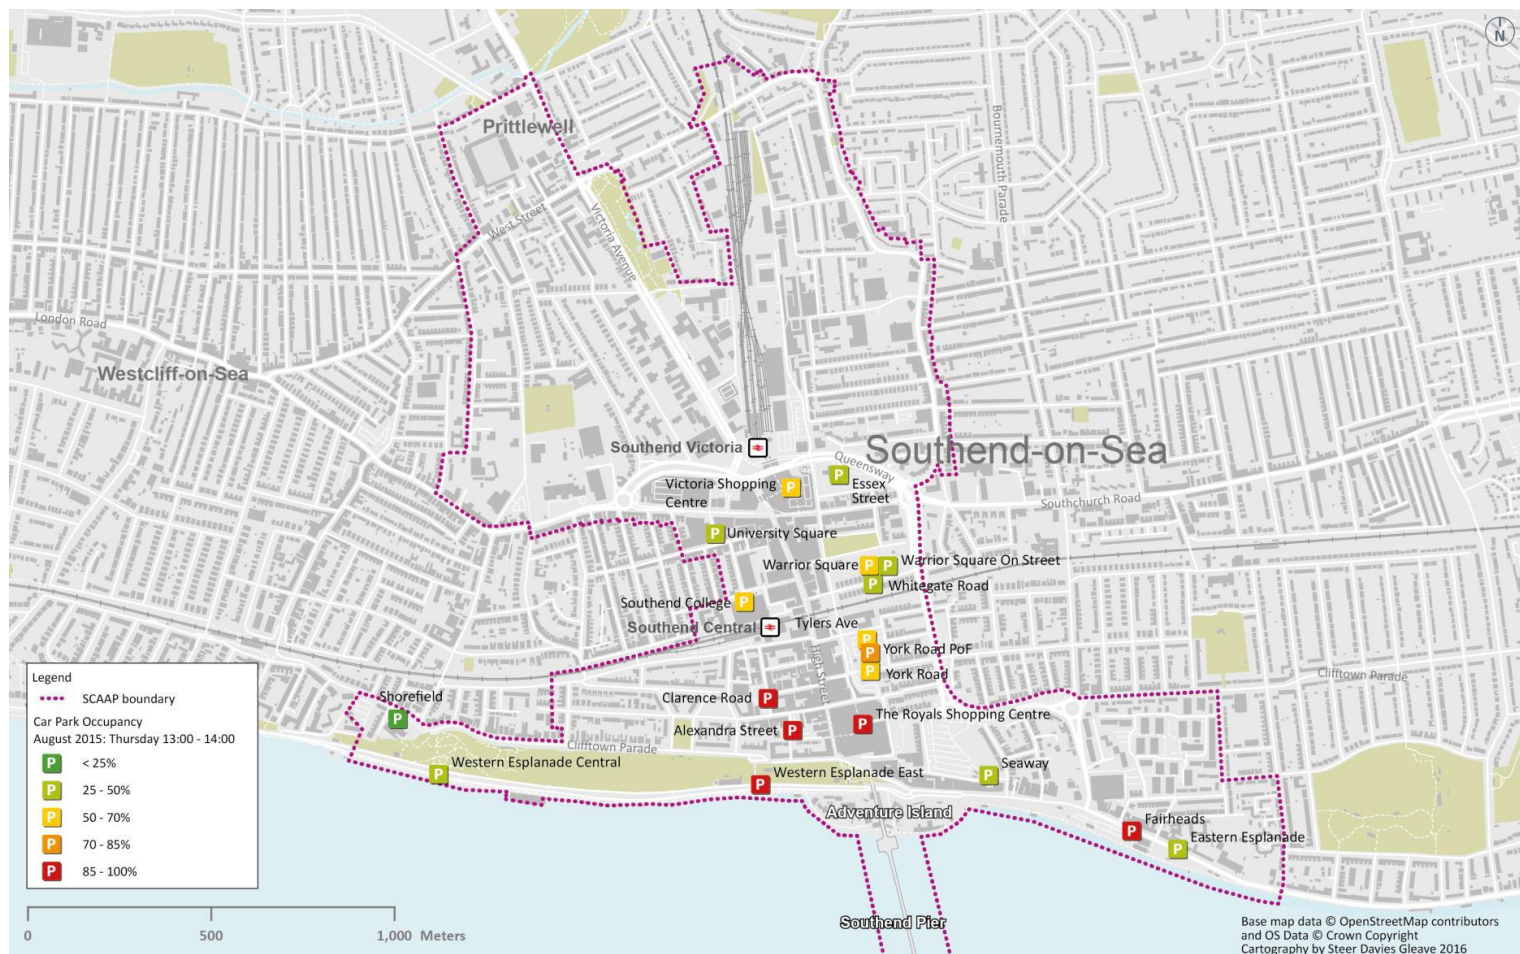 N
Prittlewell
Bournemouth Parade
West Street
Victoria Avenue
London Road
Westcliff-on-Sea
Southend Victoria
Southend-on-Sea
Queensway
Victoria Shopping
Centre
P
P
Essex
Street
Southchurch Road
P
University Square
Warrior Square
P
P
Warrior Square On Street
P
Whitegate Road
Southend College
P
Southend Central
Tylers Ave
P
P
York Road PoF
P
York Road
High Street
Clifftown Parade
Clarence Road
P
Shorefield
P
Alexandra Street
P
P
The Royals Shopping Centre
Clifftown Parade
Western Esplanade Central
P
Western Esplanade East
P
Seaway
P
Adventure Island
Fairheads
P
Eastern Esplanade
P
Southend Pier
Legend
SCAAP boundary
Car Park Occupancy
August 2015: Thursday 13:00 - 14:00
P < 25%
P 25 - 50%
P 50 - 70%
P 70 - 85%
P 85 - 100%
0 500 1,000 Meters
Base map data © OpenStreetMap contributors
and OS Data © Crown Copyright
Cartography by Steer Davies Gleave 2016